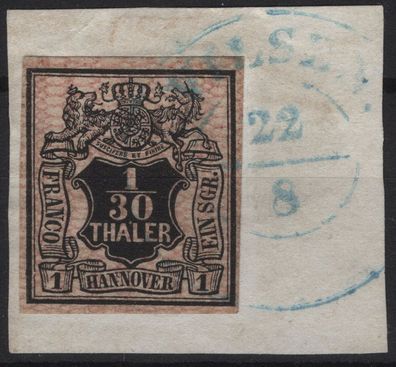 SUSCIPERE ET FINIRE
FRANCO
1
30
THALER
EIN SGR.
1
HANNOVER
1
22
8